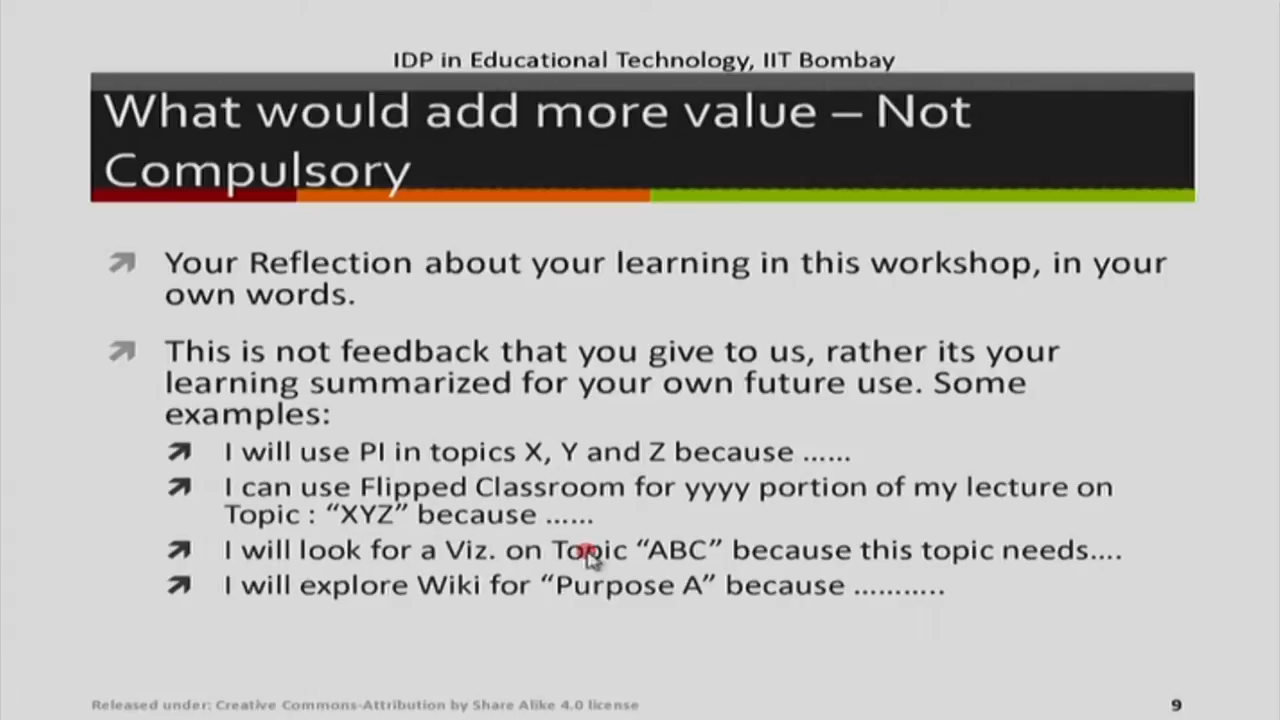 IDP in Educational Technology, IIT Bombay
What would add more value – Not
Compulsory
Your Reflection about your learning in this workshop, in your
own words.
This is not feedback that you give to us, rather its your
learning summarized for your own future use. Some
examples:
I will use PI in topics X, Y and Z because ......
I can use Flipped Classroom for yyyy portion of my lecture on
Topic : “XYZ” because ......
I will look for a Viz. on Topic “ABC” because this topic needs....
I will explore Wiki for “Purpose A” because ...........
Released under: Creative Commons-Attribution by Share Alike 4.0 license
9